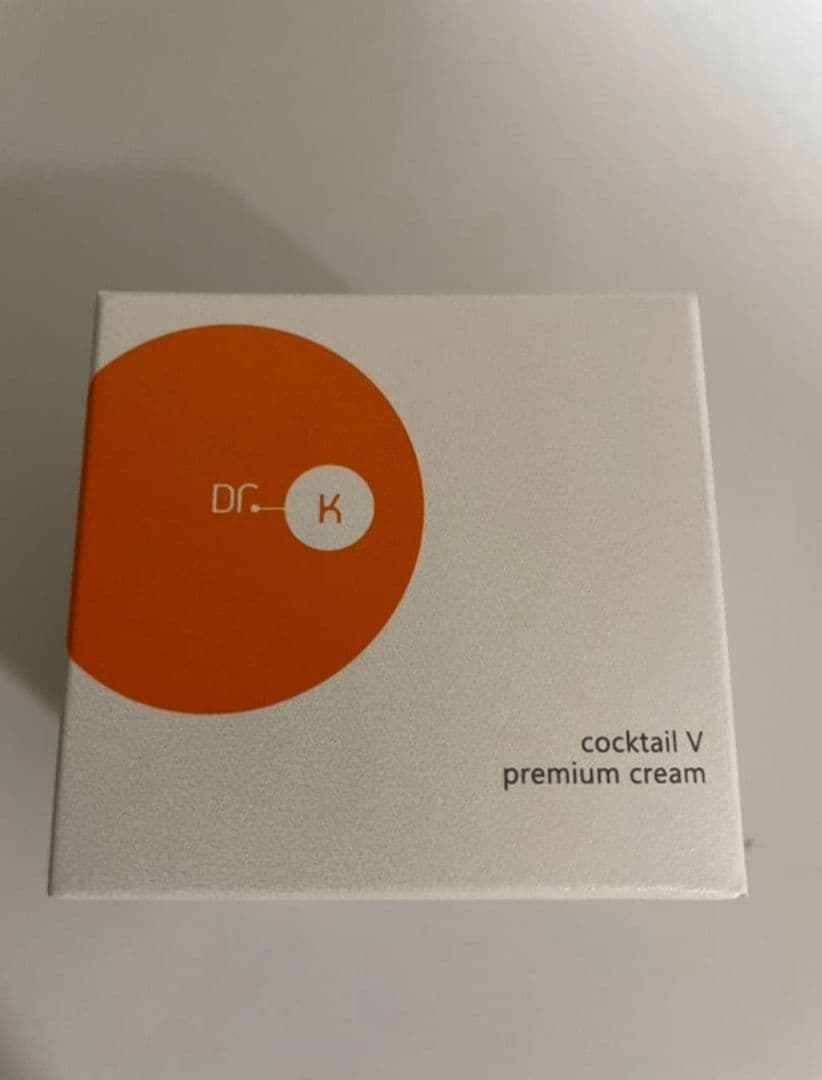 Dr. K
cocktail V
premium cream